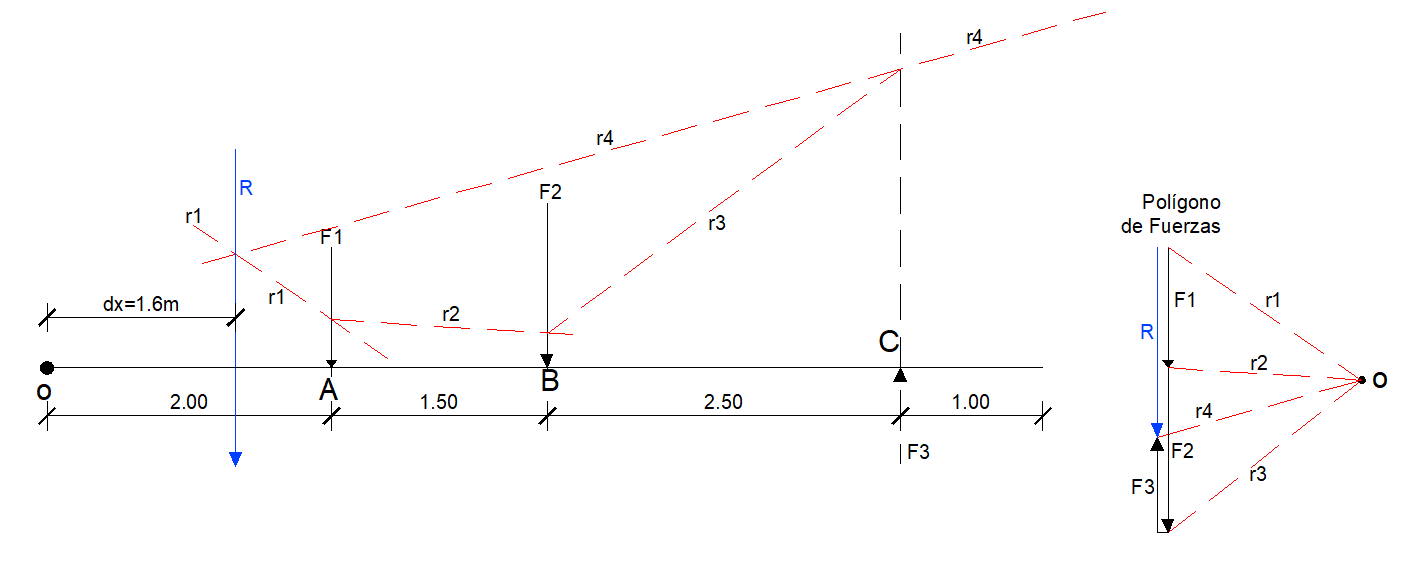 r4
r4
R
F2
r1
F1
r3
Polígono
de Fuerzas
dx=1.6m
r1
r2
F1
r1
R
C
r2
O
A
B
O
2.00
1.50
2.50
1.00
r4
F2
F3
F3
r3